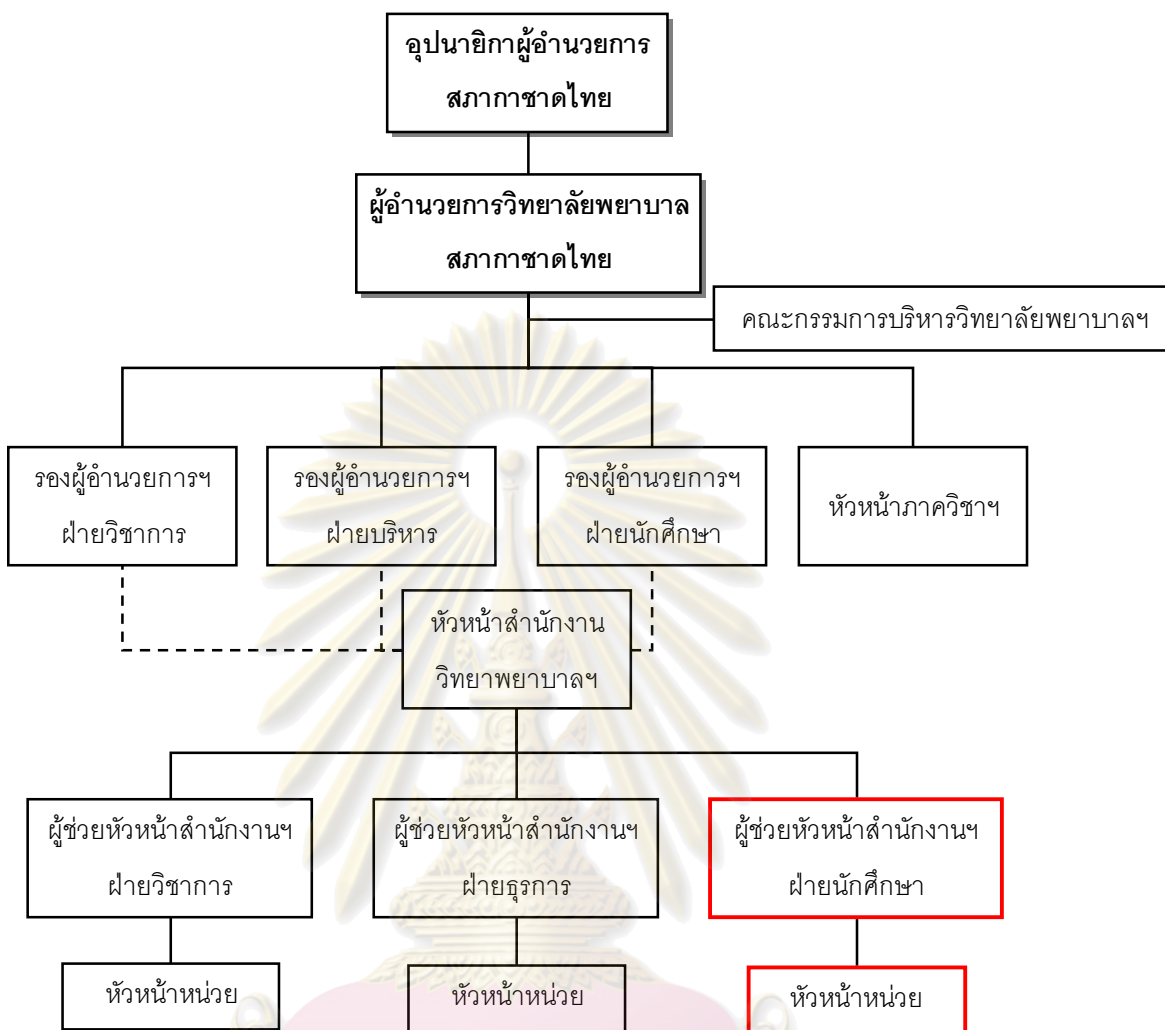 อุปนายิกาผู้อำนวยการ
สภากาชาดไทย
ผู้อำนวยการวิทยาลัยพยาบาล
สภากาชาดไทย
คณะกรรมการบริหารวิทยาลัยพยาบาลฯ
รองผู้อำนวยการฯ
ฝ่ายวิชาการ
รองผู้อำนวยการฯ
ฝ่ายบริหาร
รองผู้อำนวยการฯ
ฝ่ายนักศึกษา
หัวหน้าภาควิชาฯ
หัวหน้าสำนักงาน
วิทยาพยาบาลฯ
ผู้ช่วยหัวหน้าสำนักงานฯ
ฝ่ายวิชาการ
ผู้ช่วยหัวหน้าสำนักงานฯ
ฝ่ายธุรการ
ผู้ช่วยหัวหน้าสำนักงานฯ
ฝ่ายนักศึกษา
หัวหน้าหน่วย
หัวหน้าหน่วย
หัวหน้าหน่วย